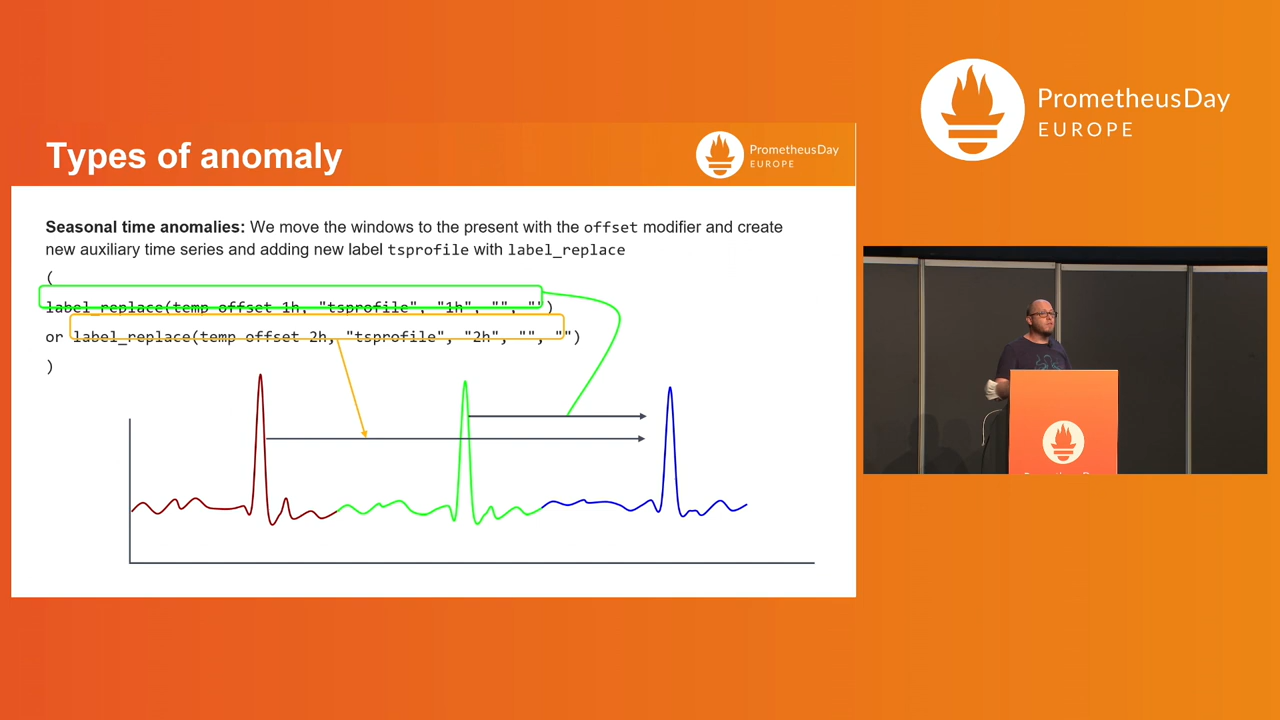 PrometheusDay
EUROPE
Types of anomaly
PrometheusDay
EUROPE
Seasonal time anomalies: We move the windows to the present with the offset modifier and create
new auxiliary time series and adding new label tsprofile with label_replace
(
label_replace(temp offset 1h, "tsprofile", "1h", "", "")
or label_replace(temp offset 2h, "tsprofile", "2h", "", "")
)